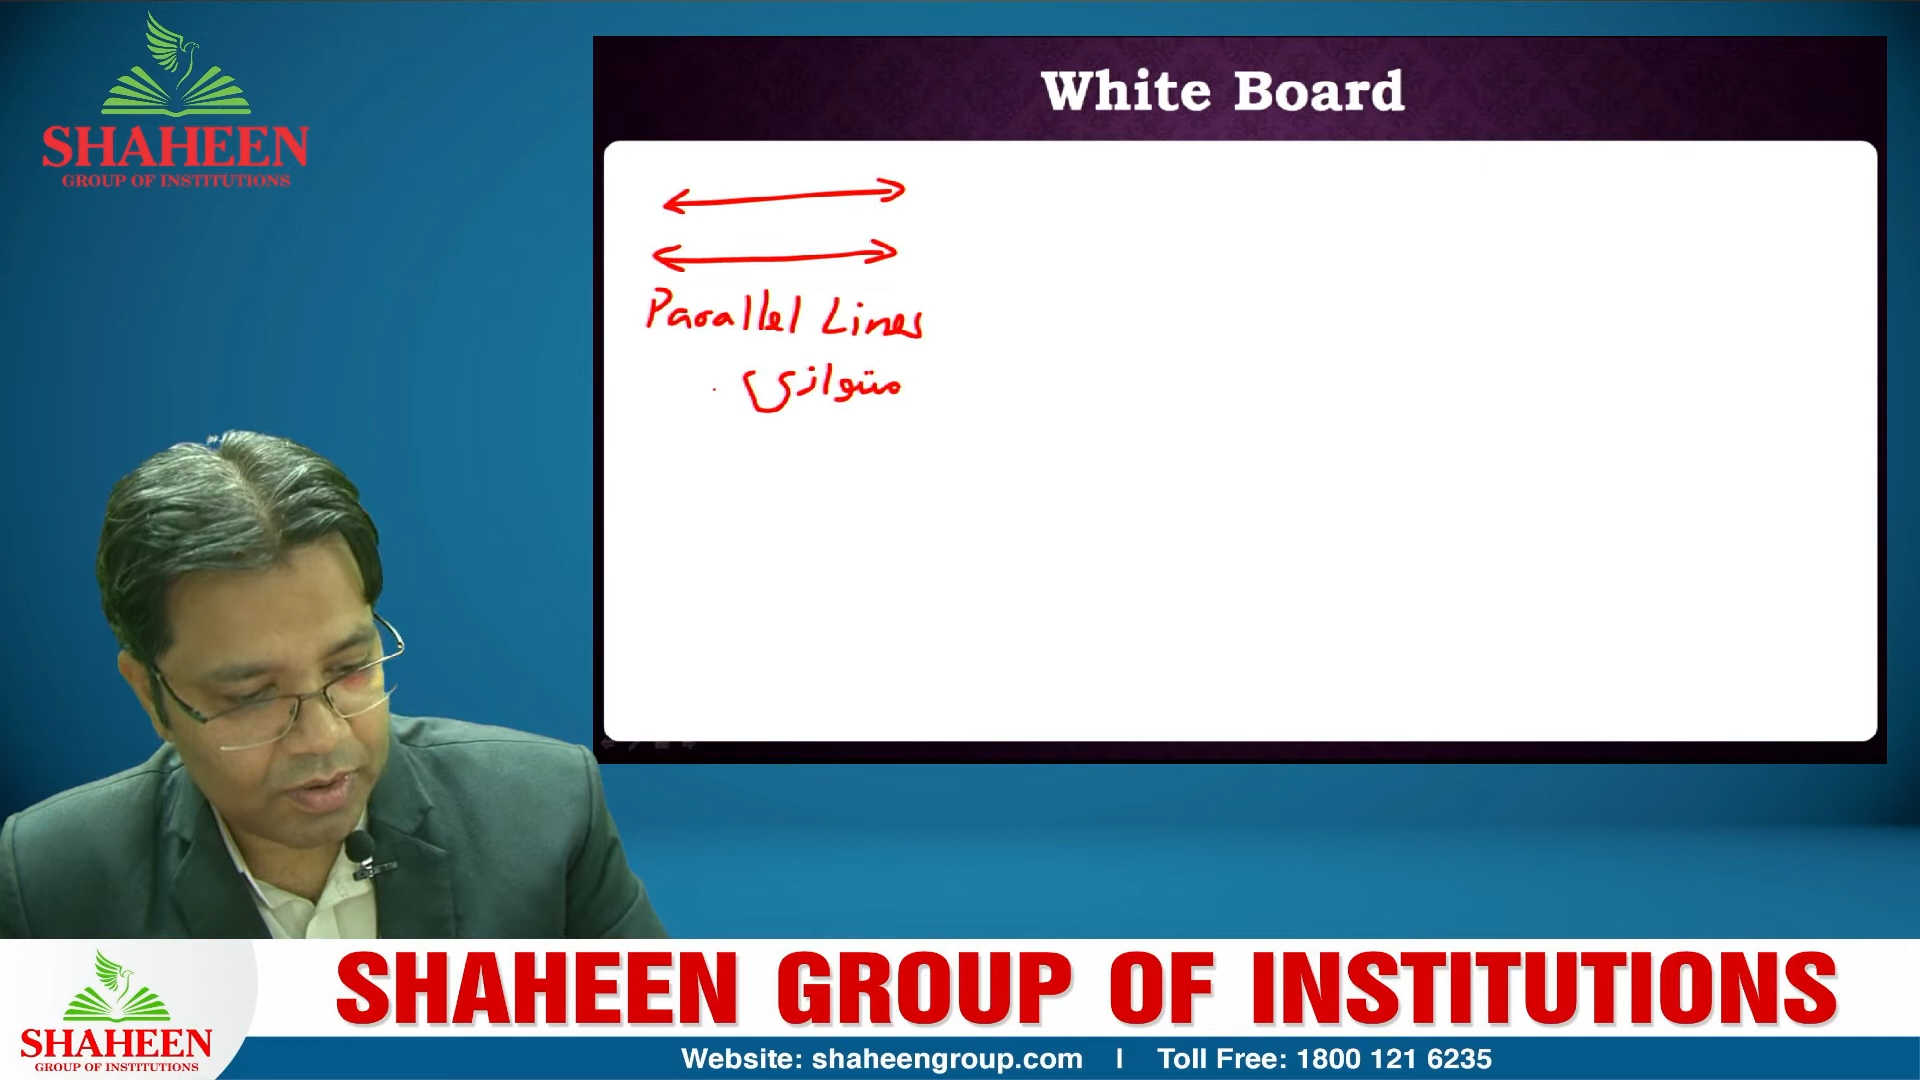 SHAHEEN
GROUP OF INSTITUTIONS
White Board
Parallel Lines
متوازی
SHAHEEN
GROUP OF INSTITUTIONS
SHAHEEN GROUP OF INSTITUTIONS
Website: shaheengroup.com | Toll Free: 1800 121 6235